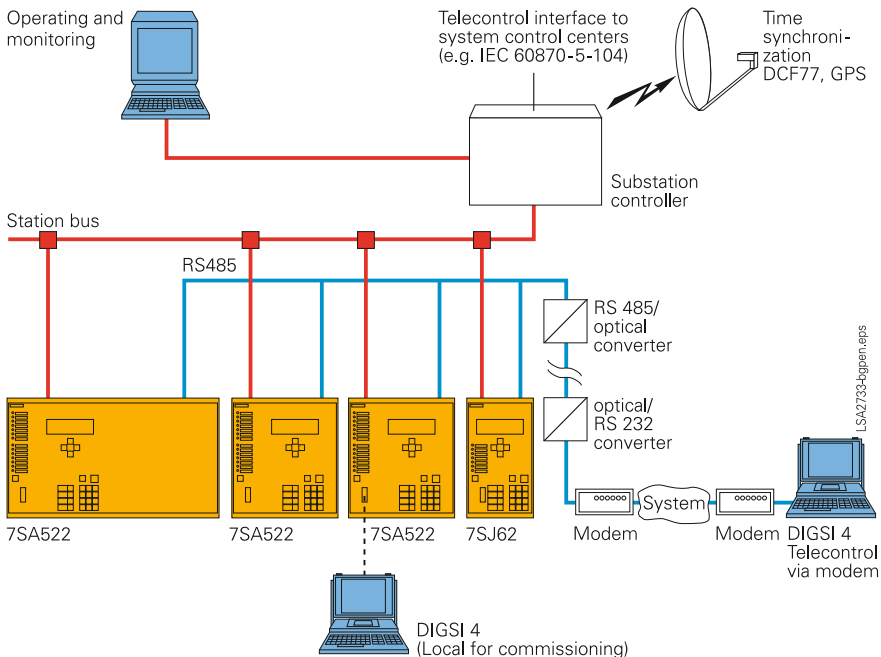 Operating and
monitoring
Telecontrol interface to
system control centers
(e.g. IEC 60870-5-104)
Time
synchroni-
zation
DCF77, GPS
Substation
controller
Station bus
RS485
RS 485/
optical
converter
optical/
RS 232
converter
LSA2733-bgpen.eps
7SA522
7SA522
7SA522
7SJ62
Modem
System
Modem
DIGSI 4
Telecontrol
via modem
DIGSI 4
(Local for commissioning)